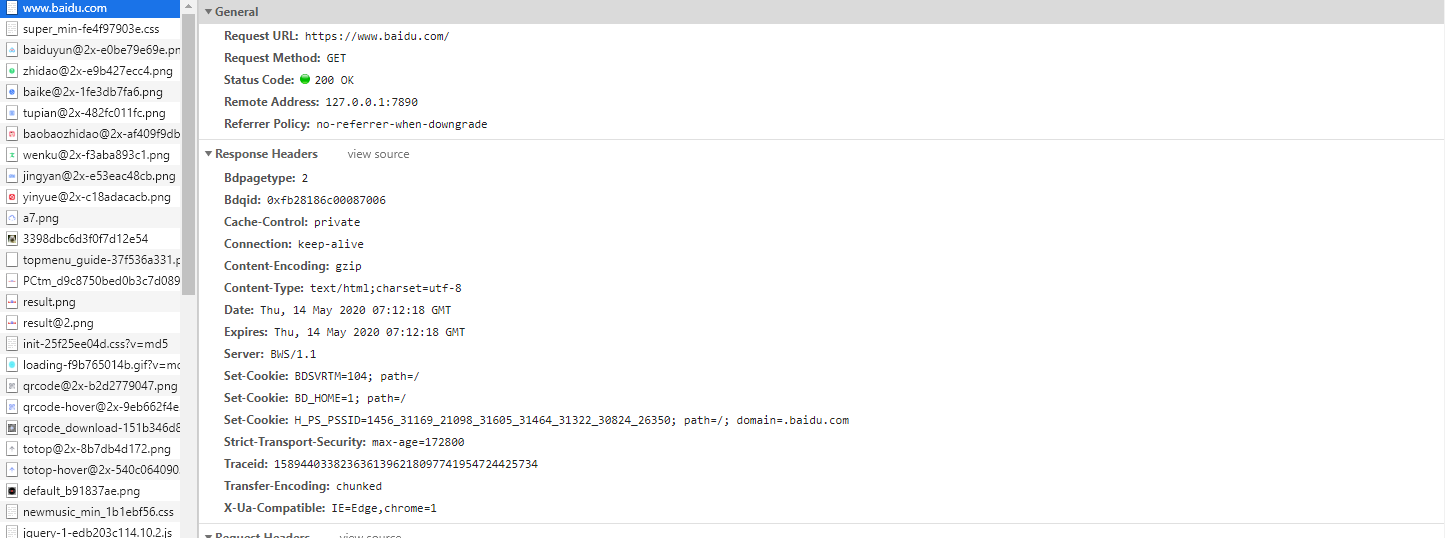 www.baidu.com
super_min-fe4f97903e.css
baiduyun@2x-e0be79e69e.pn
zhidao@2x-e9b427ecc4.png
baike@2x-1fe3db7fa6.png
tupian@2x-482fc011fc.png
baobaozhidao@2x-af409f9db
wenku@2x-f3aba893c1.png
jingyan@2x-e53eac48cb.png
yinyue@2x-c18adacacb.png
a7.png
3398dbc6d3f0f7d12e54
topmenu_guide-37f536a331.p
PCtm_d9c8750bed0b3c7d089
result.png
result@2.png
init-25f25ee04d.css?v=md5
loading-f9b765014b.gif?v=md
qrcode@2x-b2d2779047.png
qrcode-hover@2x-9eb662f4e
qrcode_download-151b346d8
totop@2x-8b7db4d172.png
totop-hover@2x-540c064090
default_b91837ae.png
newmusic_min_1b1ebf56.css
jquery-1-edb203c114.10.2.js
General
Request URL: https://www.baidu.com/
Request Method: GET
Status Code: 200 OK
Remote Address: 127.0.0.1:7890
Referrer Policy: no-referrer-when-downgrade
Response Headers view source
Bdpagetype: 2
Bdqid: 0xfb28186c00087006
Cache-Control: private
Connection: keep-alive
Content-Encoding: gzip
Content-Type: text/html;charset=utf-8
Date: Thu, 14 May 2020 07:12:18 GMT
Expires: Thu, 14 May 2020 07:12:18 GMT
Server: BWS/1.1
Set-Cookie: BDSVRTM=104; path=/
Set-Cookie: BD_HOME=1; path=/
Set-Cookie: H_PS_PSSID=1456_31169_21098_31605_31464_31322_30824_26350; path=/; domain=.baidu.com
Strict-Transport-Security: max-age=172800
Traceid: 1589440338236361396218097741954724425734
Transfer-Encoding: chunked
X-Ua-Compatible: IE=Edge,chrome=1
Request Headers view source